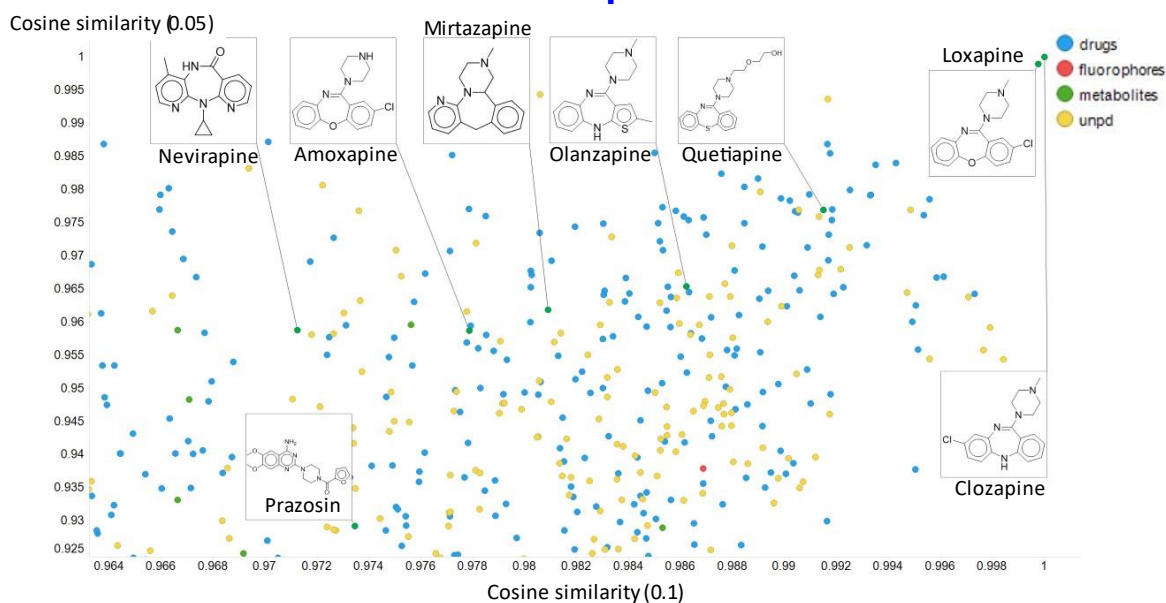 Cosine similarity (0.05)
Mirtazapine
Loxapine
drugs
fluorophores
metabolites
unpd
Nevirapine
Amoxapine
Olanzapine
Quetiapine
Prazosin
Clozapine
1
0.995
0.99
0.985
0.98
0.975
0.97
0.965
0.96
0.955
0.95
0.945
0.94
0.935
0.93
0.925
0.964 0.966 0.968 0.97 0.972 0.974 0.976 0.978 0.98 0.982 0.984 0.986 0.988 0.99 0.992 0.994 0.996 0.998 1
Cosine similarity (0.1)